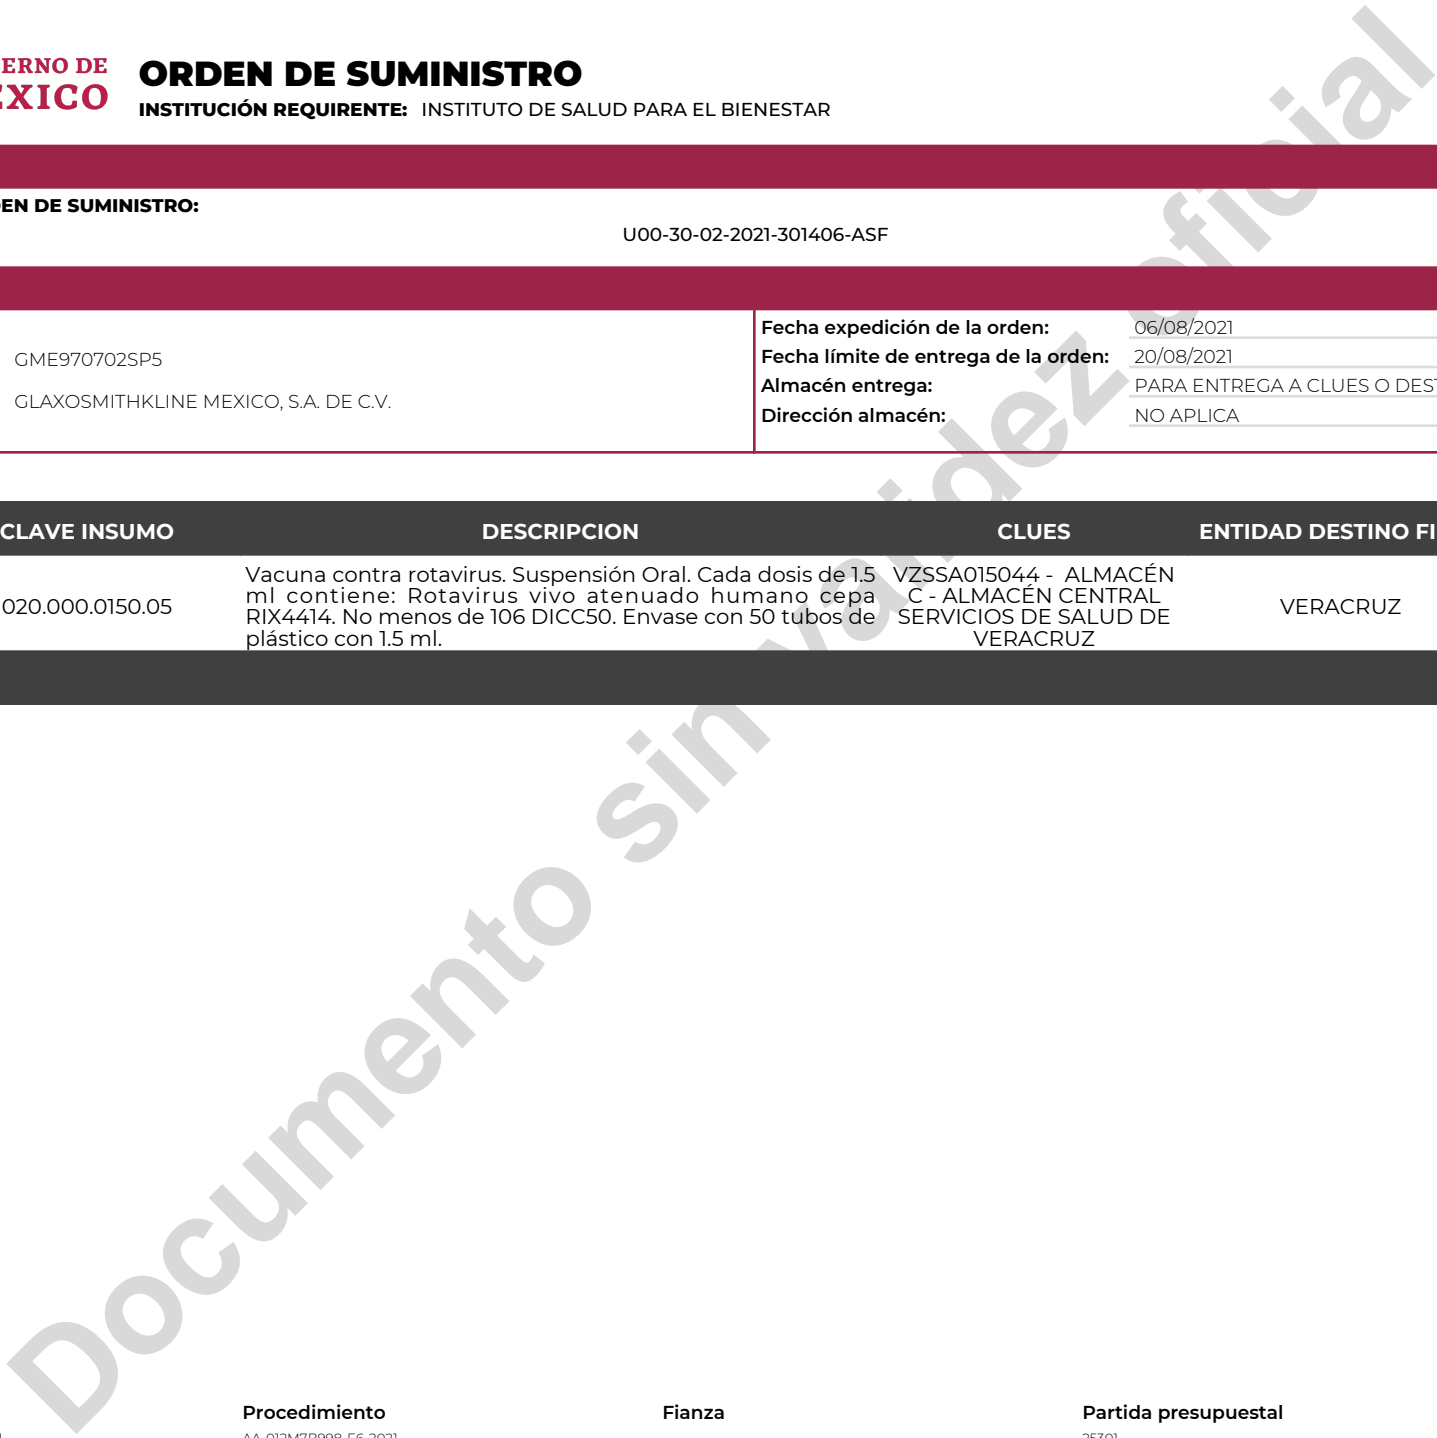 ERNO DE
EXICO
ORDEN DE SUMINISTRO
INSTITUCIÓN REQUIRENTE: INSTITUTO DE SALUD PARA EL BIENESTAR
EN DE SUMINISTRO:
U00-30-02-2021-301406-ASF
GME970702SP5
GLAXOSMITHKLINE MEXICO, S.A. DE C.V.
Fecha expedición de la orden: 06/08/2021
Fecha límite de entrega de la orden: 20/08/2021
Almacén entrega: PARA ENTREGA A CLUES O DEST
Dirección almacén: NO APLICA
CLAVE INSUMO DESCRIPCION CLUES ENTIDAD DESTINO FI
020.000.0150.05
Vacuna contra rotavirus. Suspensión Oral. Cada dosis de 1.5
ml contiene: Rotavirus vivo atenuado humano cepa
RIX4414. No menos de 106 DICC50. Envase con 50 tubos de
plástico con 1.5 ml.
VZSSA015044 - ALMACÉN
C - ALMACÉN CENTRAL
SERVICIOS DE SALUD DE
VERACRUZ
VERACRUZ
Documento sin validez oficial
Procedimiento Fianza Partida presupuestal